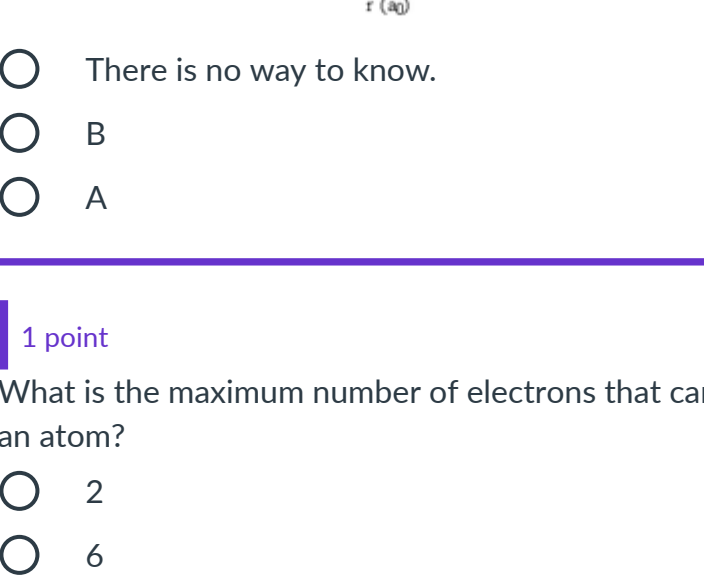 r (a0)
There is no way to know.
B
A
1 point
What is the maximum number of electrons that
an atom?
2
6